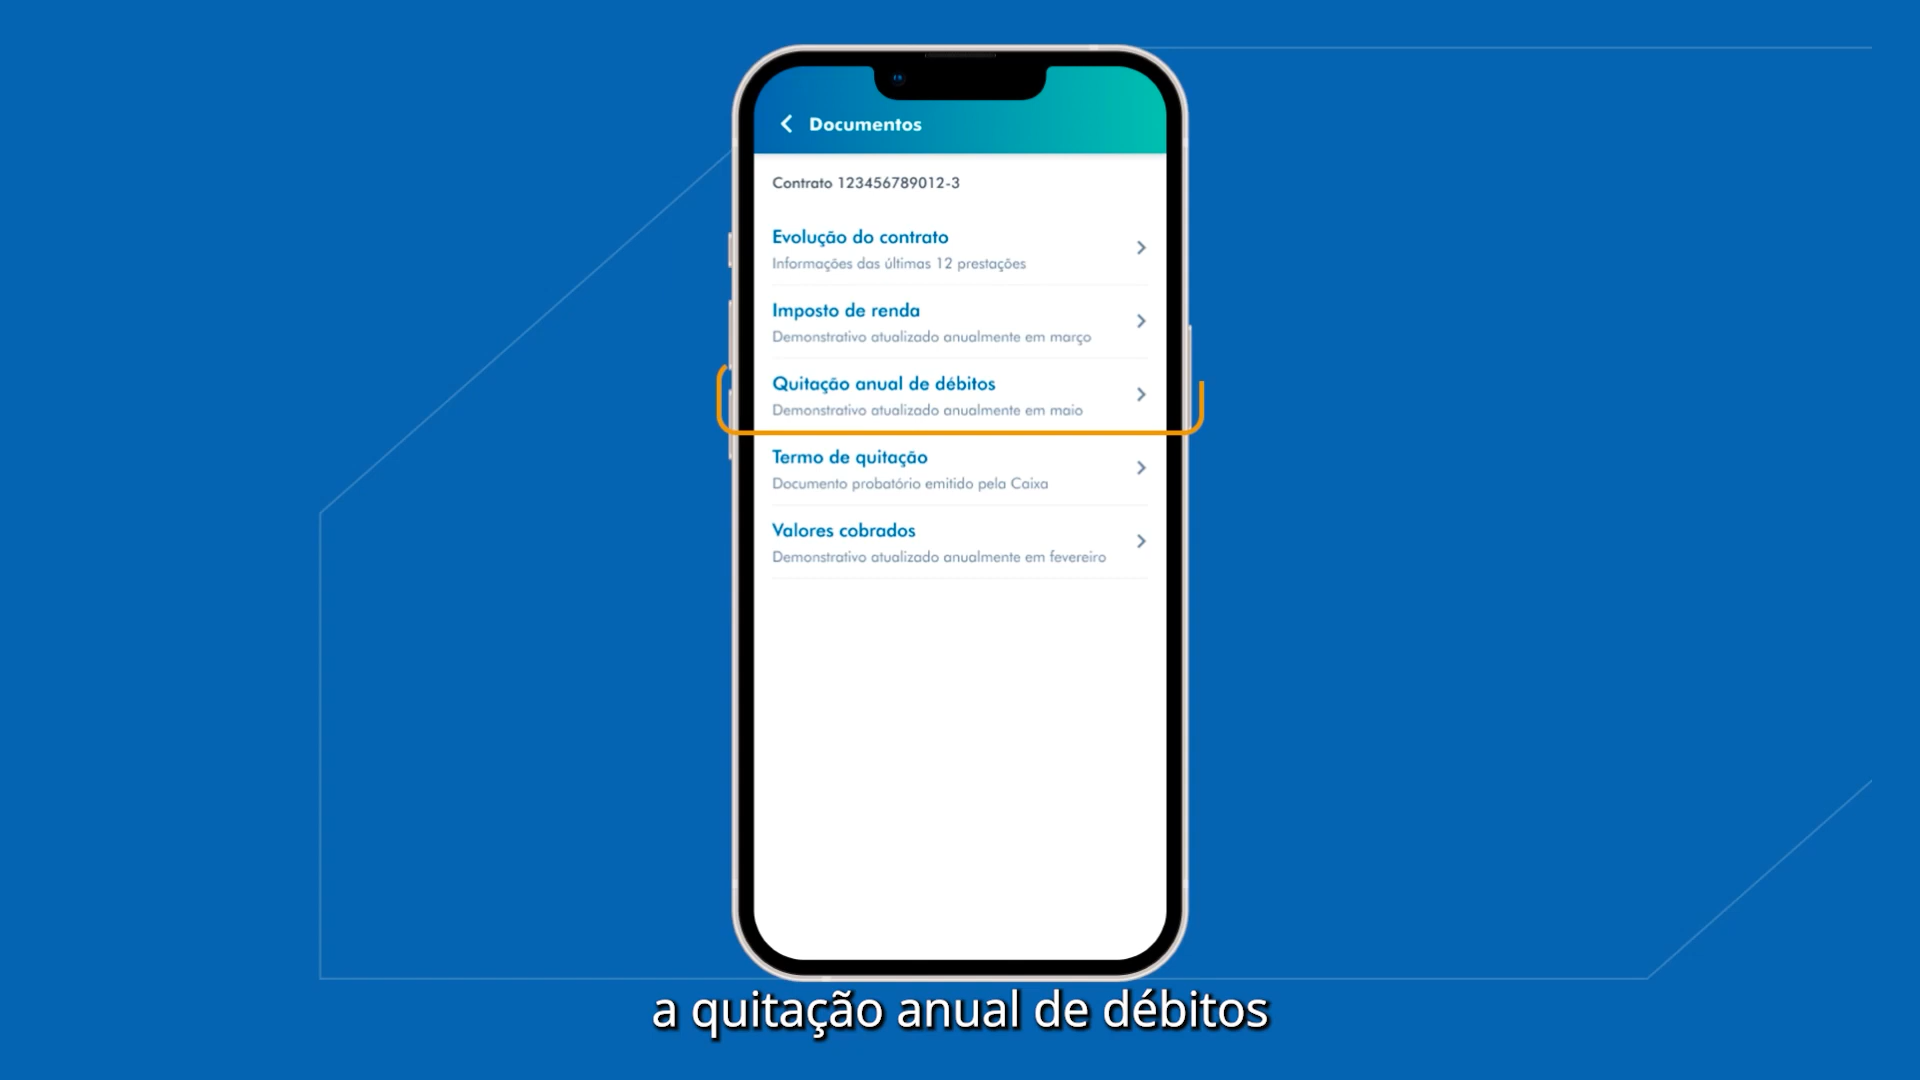 Documentos
Contrato 123456789012-3
Evolução do contrato
Informações das últimas 12 prestações
Imposto de renda
Demonstrativo atualizado anualmente em março
Quitação anual de débitos
Demonstrativo atualizado anualmente em maio
Termo de quitação
Documento probatório emitido pela Caixa
Valores cobrados
Demonstrativo atualizado anualmente em fevereiro
a quitação anual de débitos